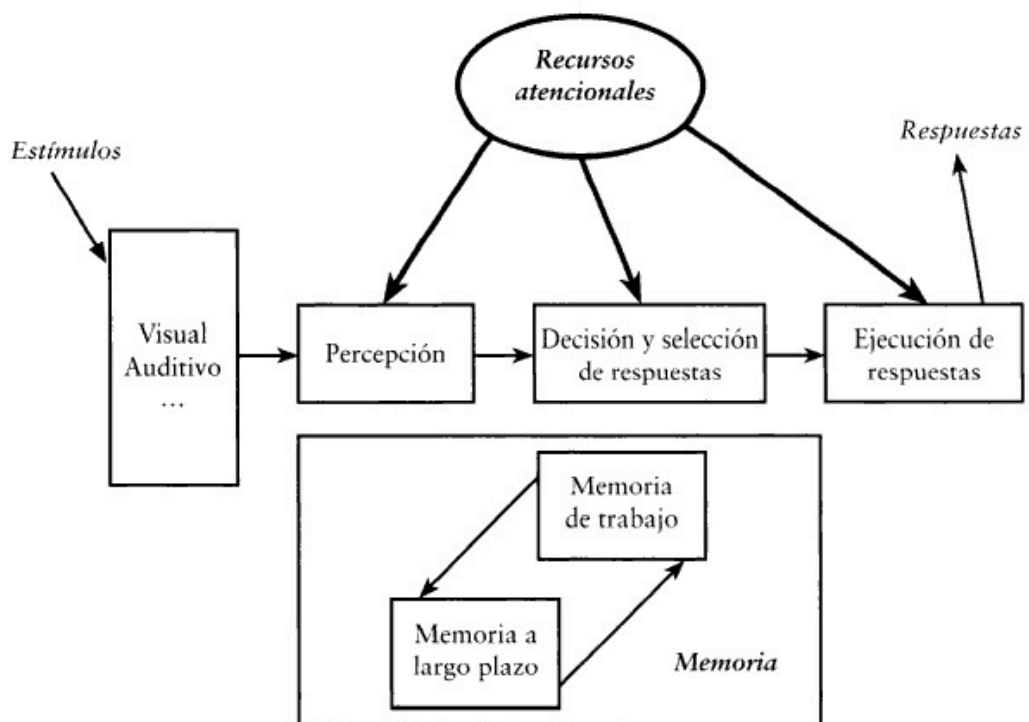 Recursos
atencionales
Estímulos
Respuestas
Visual
Auditivo
...
Percepción
Decisión y selección
de respuestas
Ejecución de
respuestas
Memoria
de trabajo
Memoria a
largo plazo
Memoria